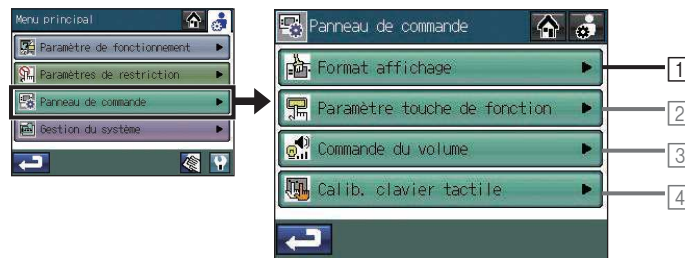 Menu principal
Paramètre de fonctionnement
Paramètres de restriction
Panneau de commande
Gestion du système
Panneau de commande
Format affichage
1
Paramètre touche de fonction
2
Commande du volume
3
Calib. clavier tactile
4